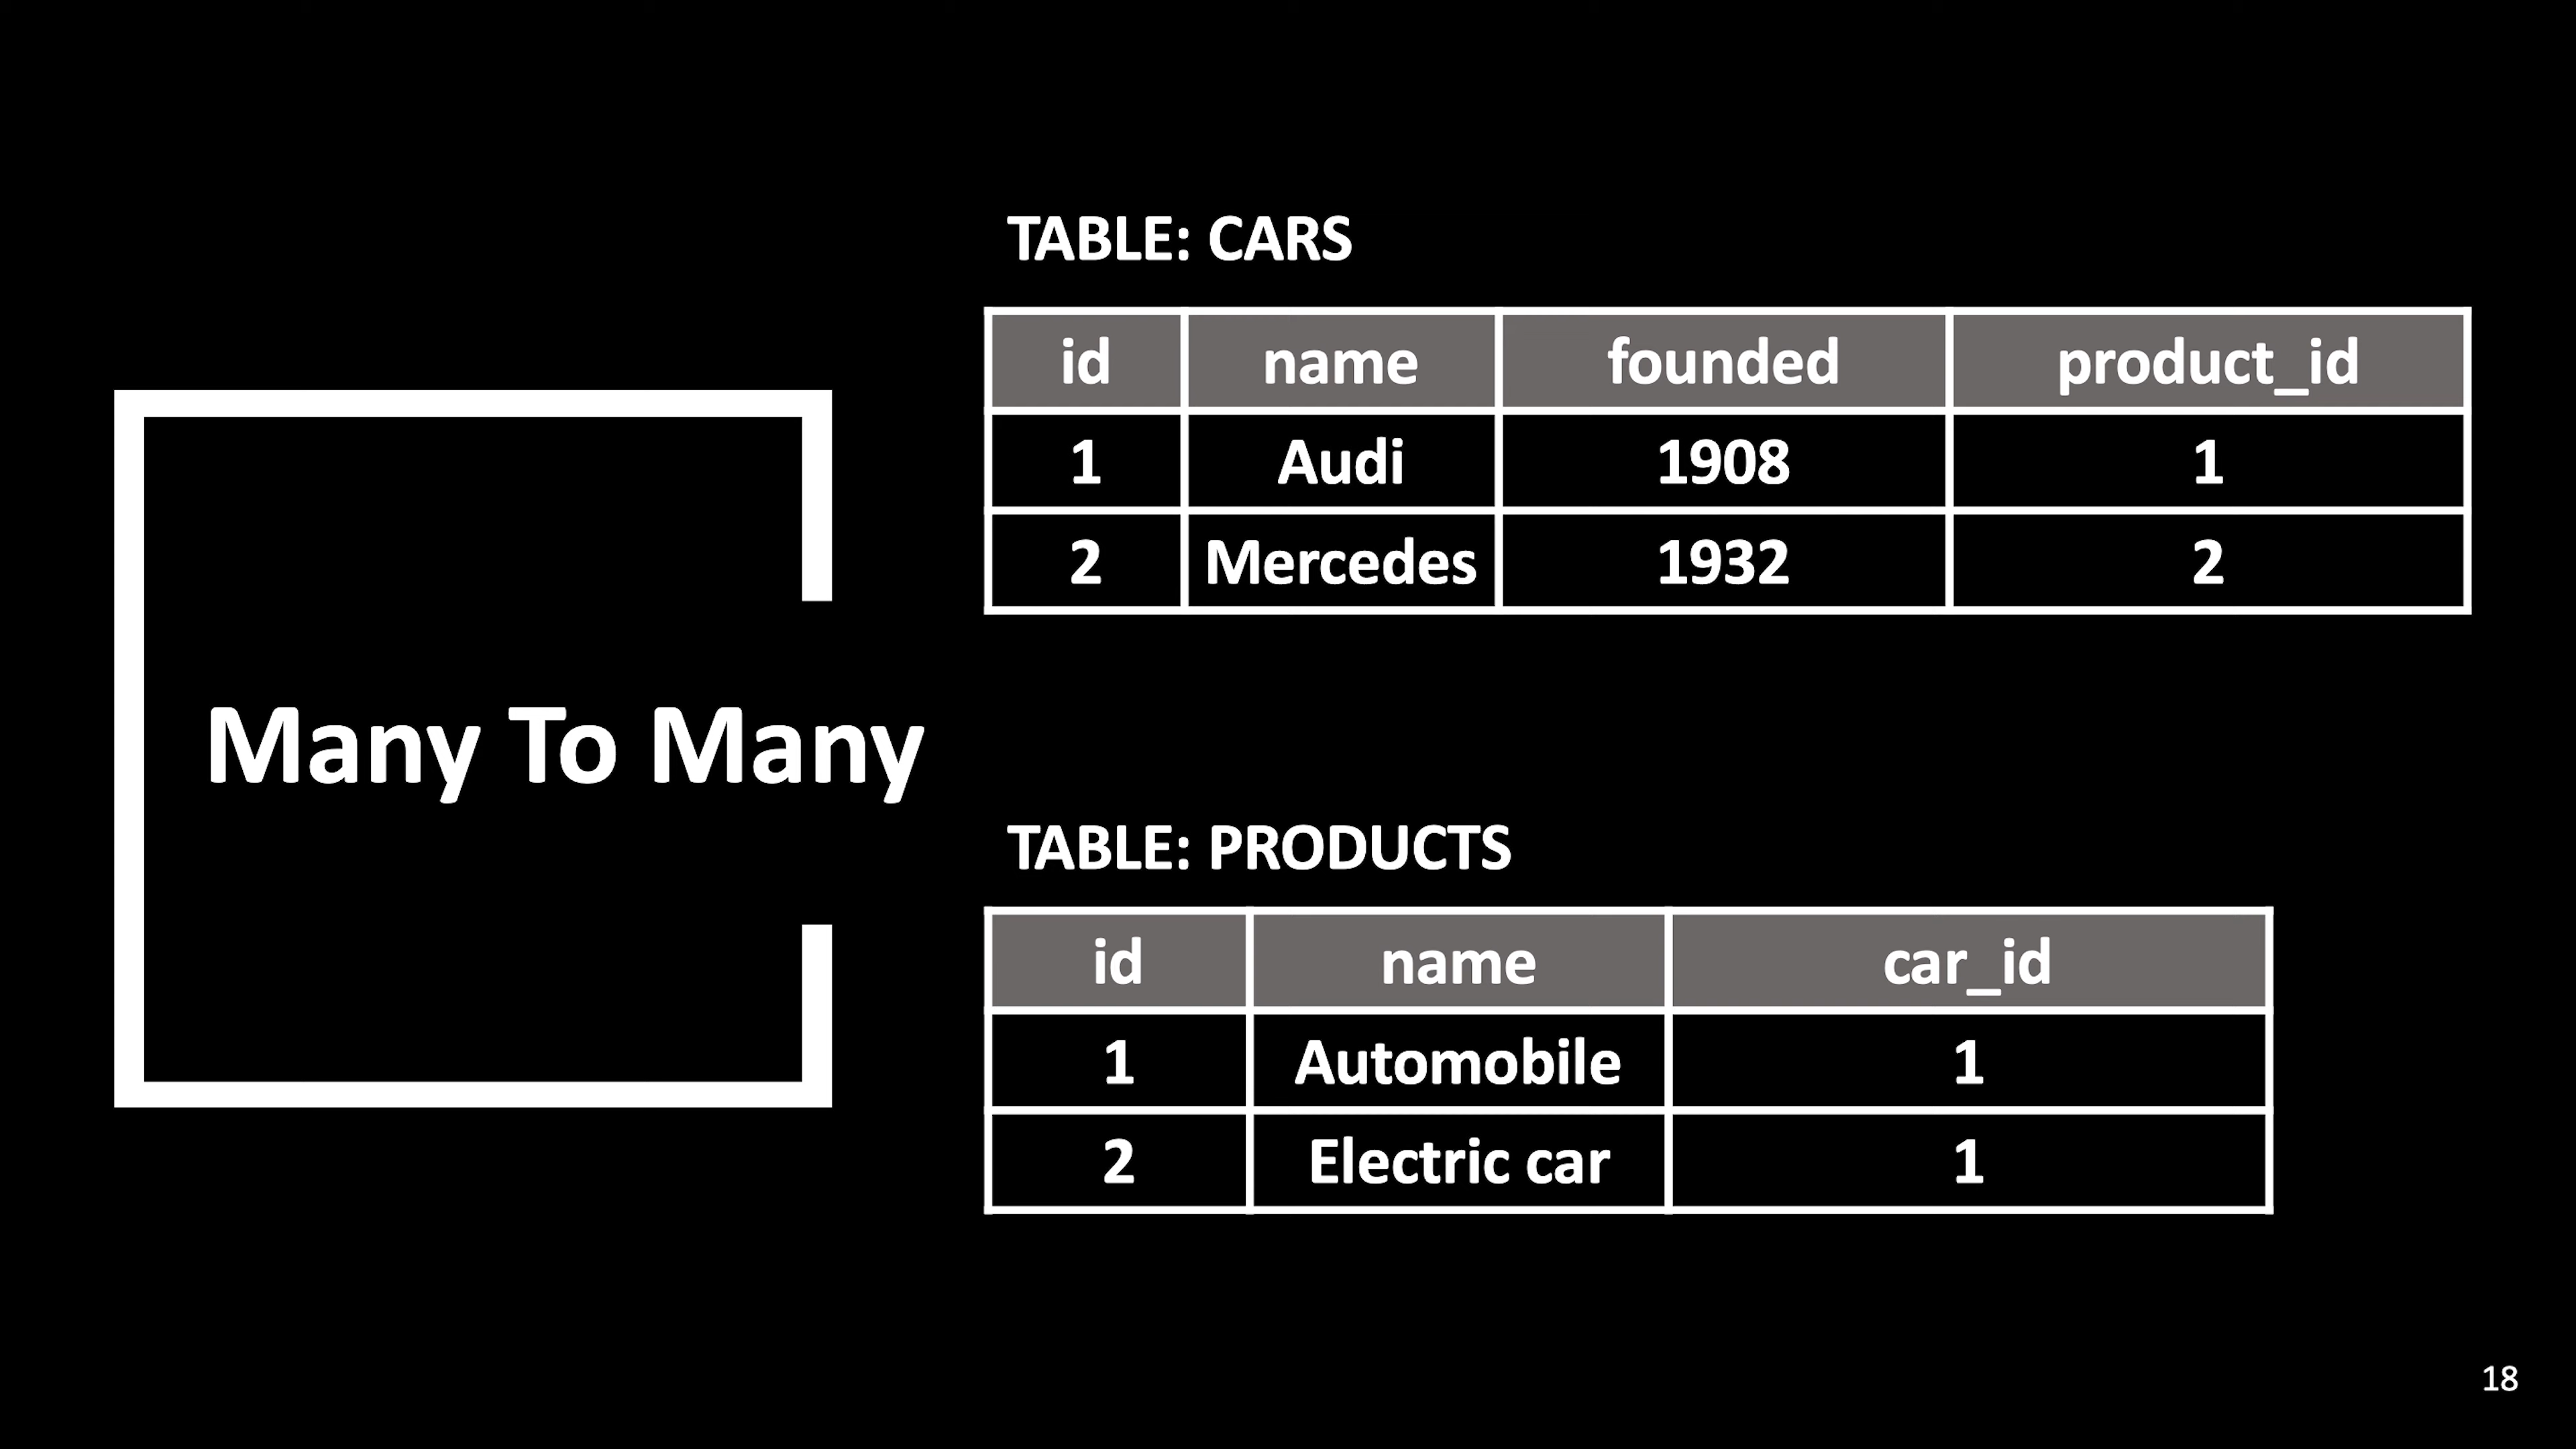 Many To Many
TABLE: CARS
id name founded product_id
1 Audi 1908 1
2 Mercedes 1932 2
TABLE: PRODUCTS
id name car_id
1 Automobile 1
2 Electric car 1
18